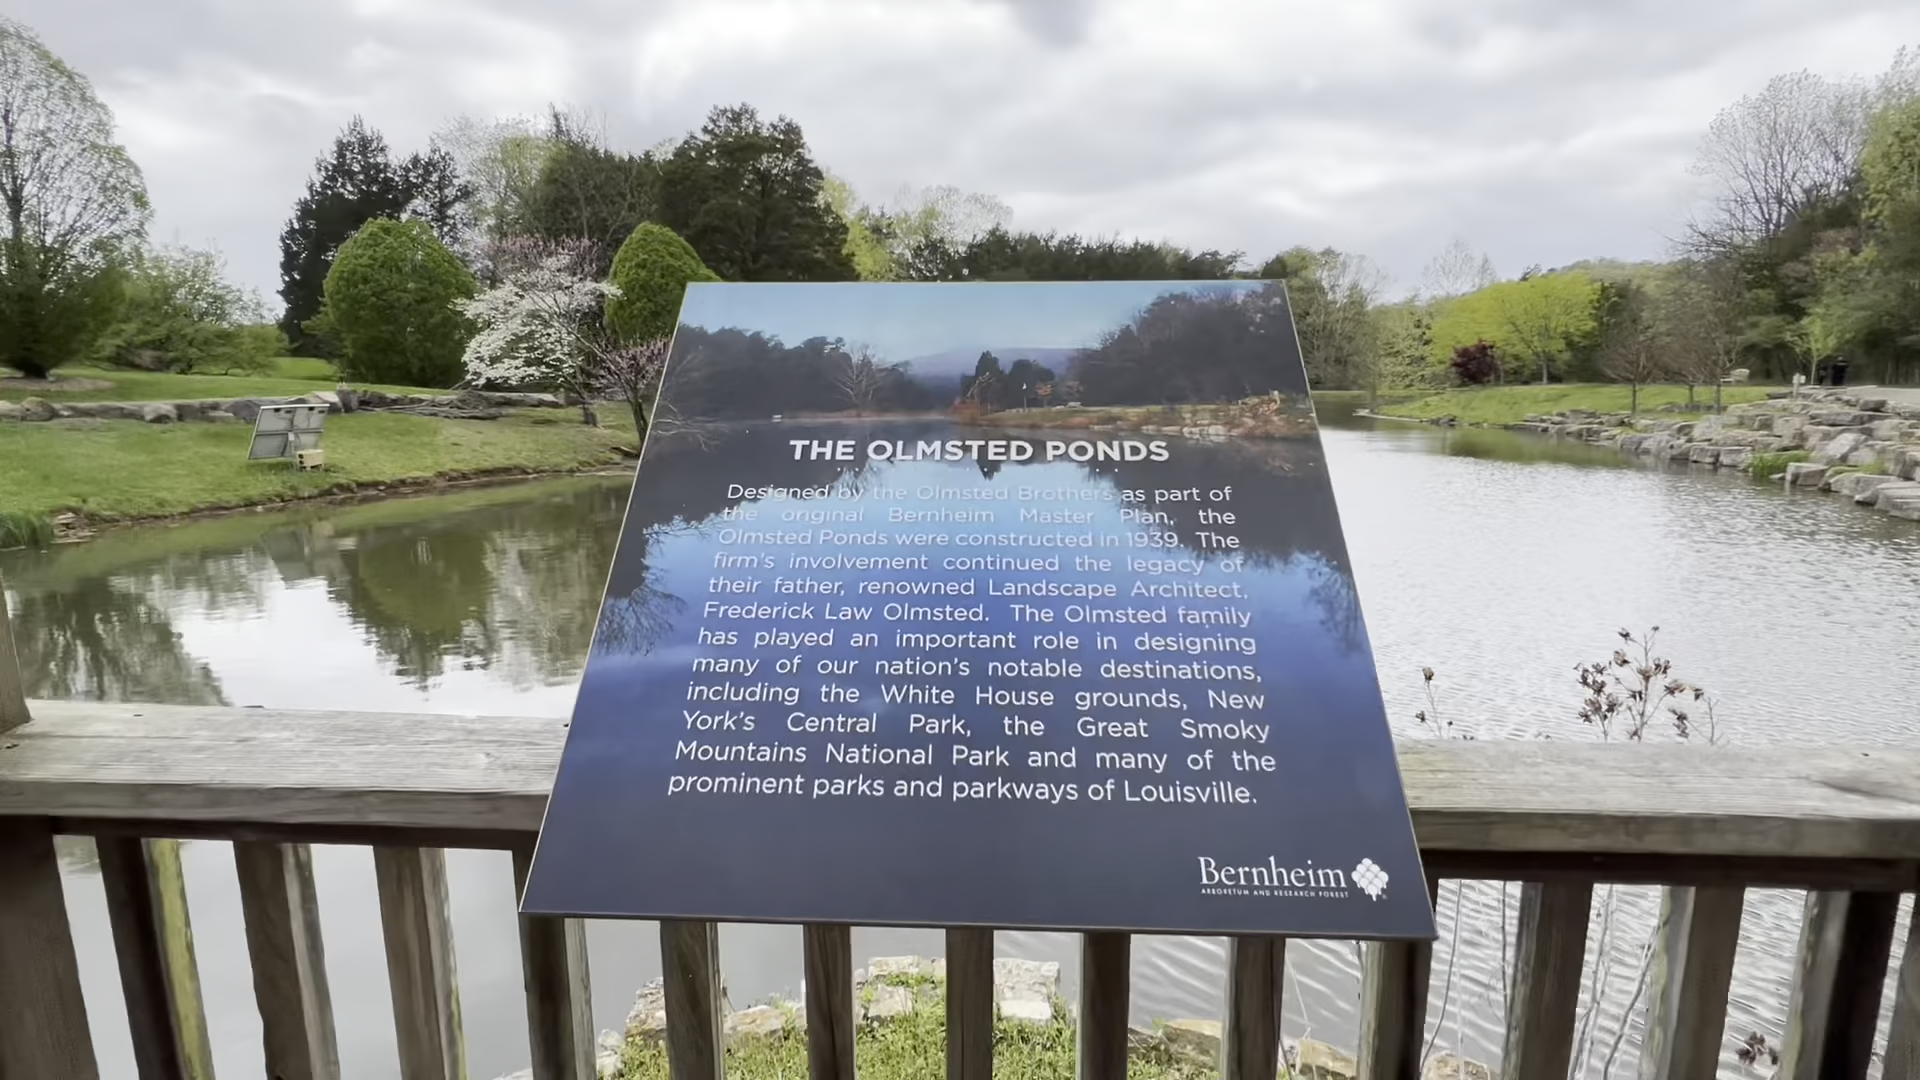 THE OLMSTED PONDS
Designed by the Olmsted Brothers as part of
the original Bernheim Master Plan, the
Olmsted Ponds were constructed in 1939. The
firm's involvement continued the legacy of
their father, renowned Landscape Architect,
Frederick Law Olmsted. The Olmsted family
has played an important role in designing
many of our nation's notable destinations,
including the White House grounds, New
York's Central Park, the Great Smoky
Mountains National Park and many of the
prominent parks and parkways of Louisville.
Bernheim
ARBORETUM AND RESEARCH FOREST